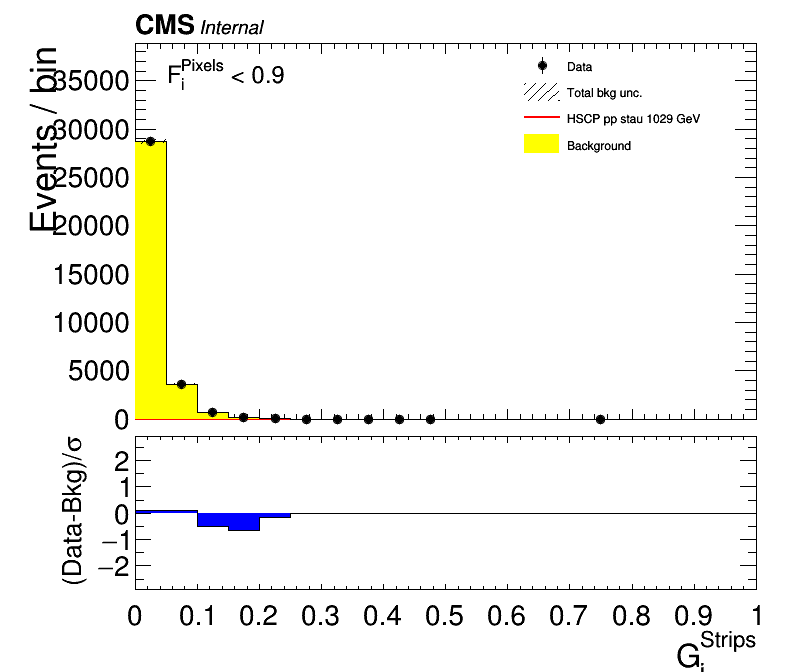 CMS Internal
Events / bin
F_i^Pixels < 0.9
Data
Total bkg unc.
HSCP pp stau 1029 GeV
Background
35000
30000
25000
20000
15000
10000
5000
0
(Data-Bkg)/σ
2
1
0
−1
−2
0 0.1 0.2 0.3 0.4 0.5 0.6 0.7 0.8 0.9 1
G_i^Strips